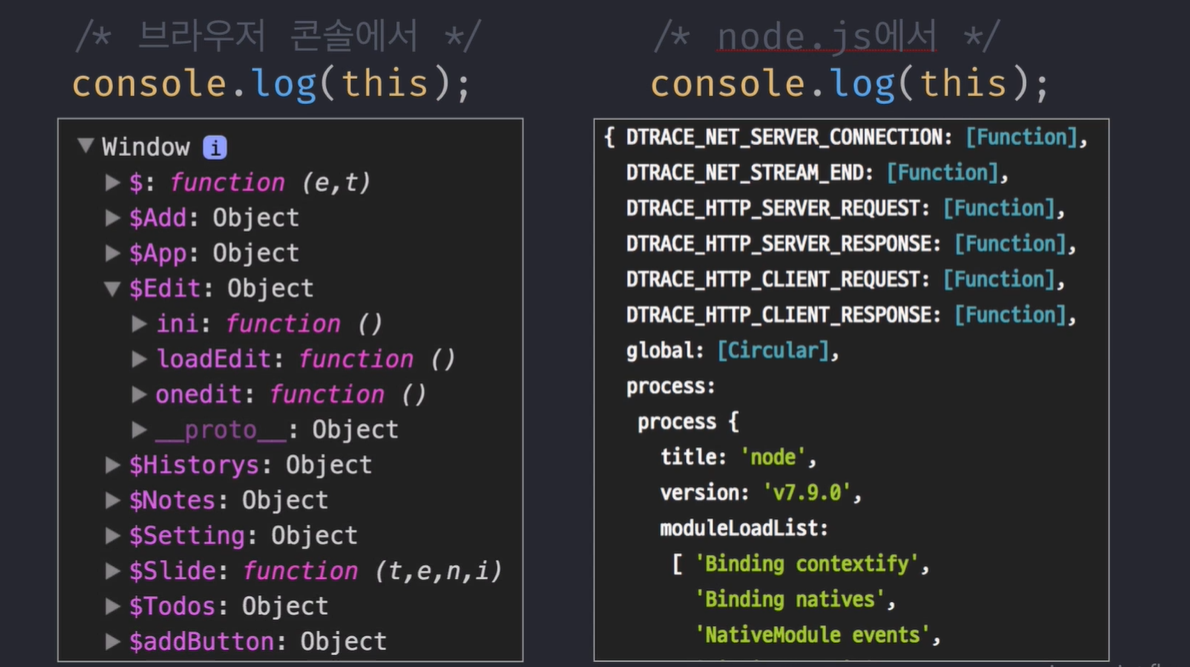 /* 브라우저 콘솔에서 */
console.log(this);
Window i
$: function (e,t)
$Add: Object
$App: Object
$Edit: Object
ini: function ()
loadEdit: function ()
onedit: function ()
__proto__: Object
$Historys: Object
$Notes: Object
$Setting: Object
$Slide: function (t,e,n,i)
$Todos: Object
$addButton: Object
/* node.js에서 */
console.log(this);
{ DTRACE_NET_SERVER_CONNECTION: [Function],
DTRACE_NET_STREAM_END: [Function],
DTRACE_HTTP_SERVER_REQUEST: [Function],
DTRACE_HTTP_SERVER_RESPONSE: [Function],
DTRACE_HTTP_CLIENT_REQUEST: [Function],
DTRACE_HTTP_CLIENT_RESPONSE: [Function],
global: [Circular],
process:
process {
title: 'node',
version: 'v7.9.0',
moduleLoadList:
[ 'Binding contextify',
'Binding natives',
'NativeModule events',